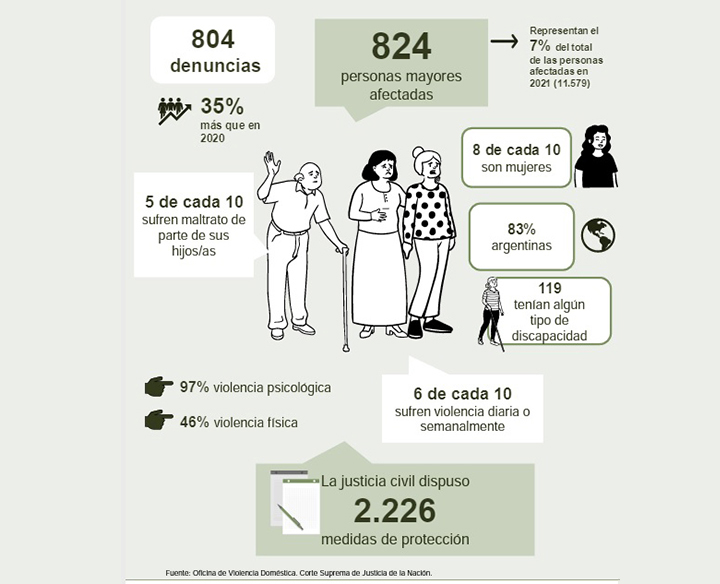 804
denuncias
35%
más que en
2020
824
personas mayores
afectadas
Representan el
7% del total
de las personas
afectadas en
2021 (11.579)
8 de cada 10
son mujeres
5 de cada 10
sufren maltrato de
parte de sus
hijos/as
83%
argentinas
119
tenían algún
tipo de
discapacidad
97% violencia psicológica
46% violencia física
6 de cada 10
sufren violencia diaria o
semanalmente
La justicia civil dispuso
2.226
medidas de protección
Fuente: Oficina de Violencia Doméstica. Corte Suprema de Justicia de la Nación.